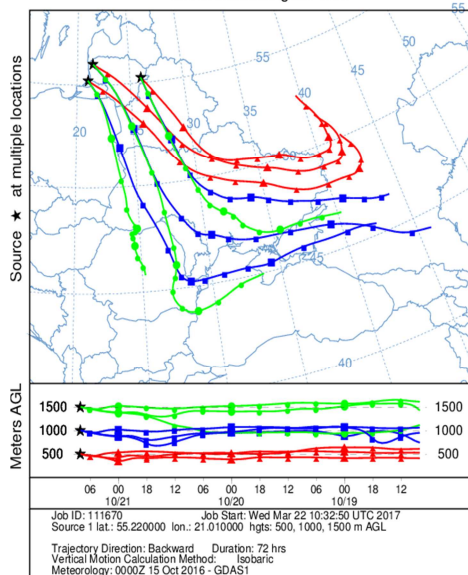 55
50
55
45
40
35
30
20
45
40
Source ★ at multiple locations
Meters AGL
1500 1500
1000 1000
500 500
06 00 18 12 06 00 18 12 06 00 18 12
10/21 10/20 10/19
Job ID: 111670 Job Start: Wed Mar 22 10:32:50 UTC 2017
Source 1 lat.: 55.220000 lon.: 21.010000 hgts: 500, 1000, 1500 m AGL
Trajectory Direction: Backward Duration: 72 hrs
Vertical Motion Calculation Method: Isobaric
Meteorology: 0000Z 15 Oct 2016 - GDAS1